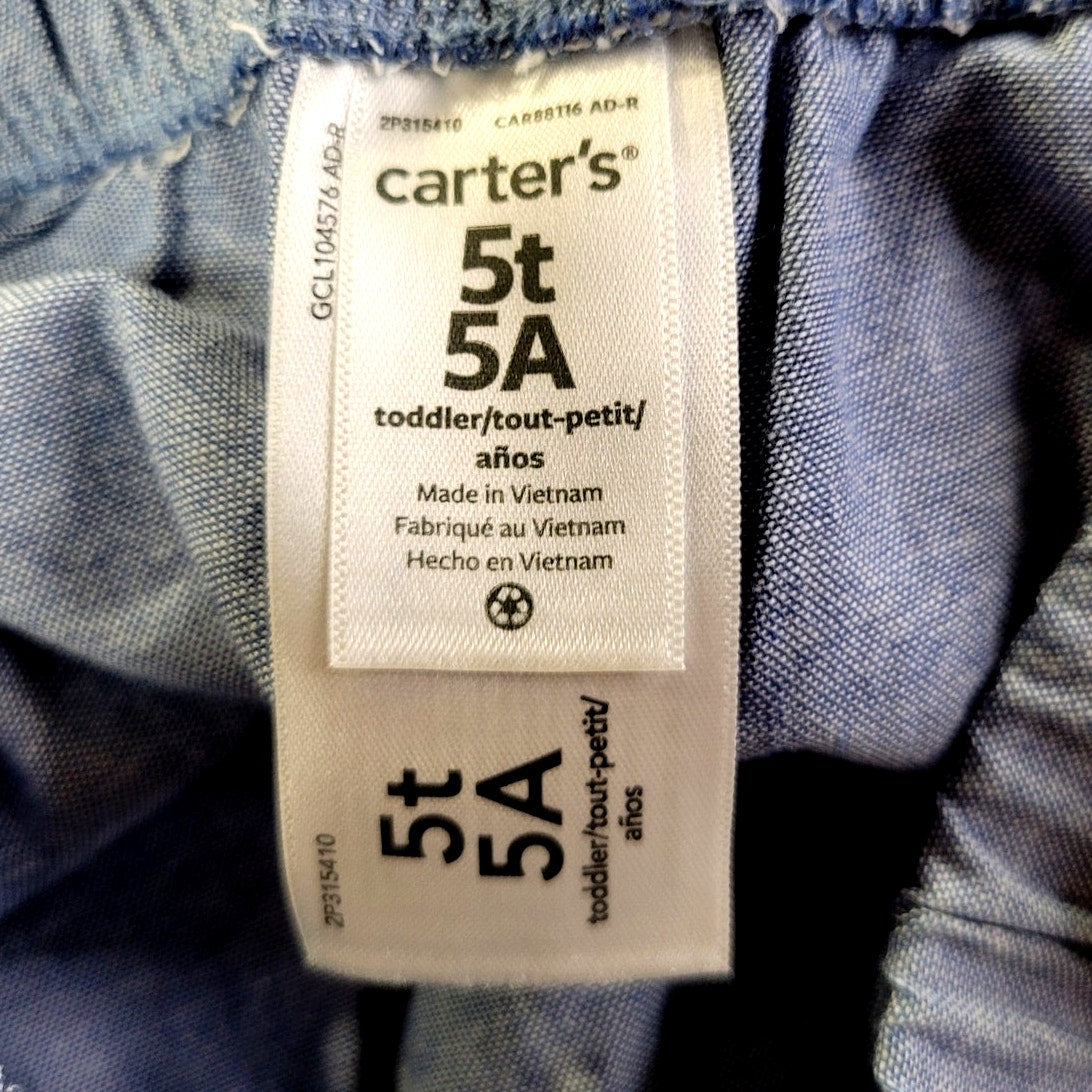 2P315410 CAR88116 AD-R
carter's®
5t
5A
toddler/tout-petit/
años
Made in Vietnam
Fabriqué au Vietnam
Hecho en Vietnam
GCL104576 AD-R
2P315410
5t
5A
toddler/tout-petit/
años